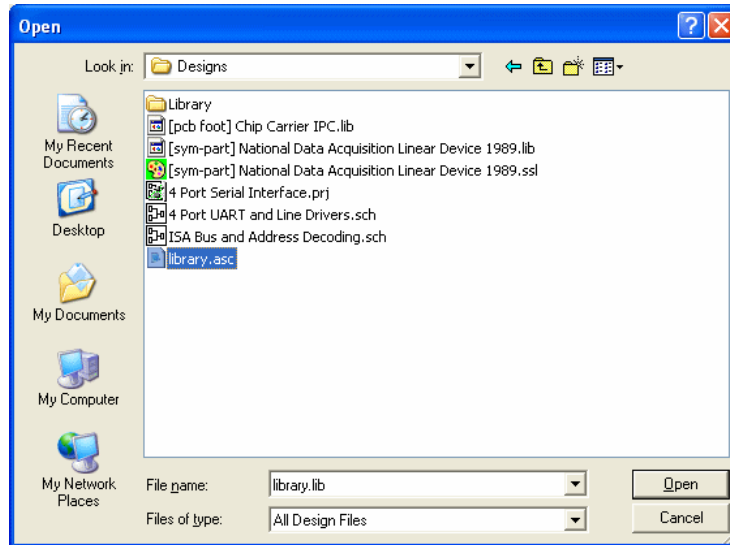 Open
Look in: Designs
Library
[pcb foot] Chip Carrier IPC.lib
[sym-part] National Data Acquisition Linear Device 1989.lib
[sym-part] National Data Acquisition Linear Device 1989.ssl
4 Port Serial Interface.prj
4 Port UART and Line Drivers.sch
ISA Bus and Address Decoding.sch
library.asc
My Recent
Documents
Desktop
My Documents
My Computer
My Network
Places
File name: library.lib Open
Files of type: All Design Files Cancel